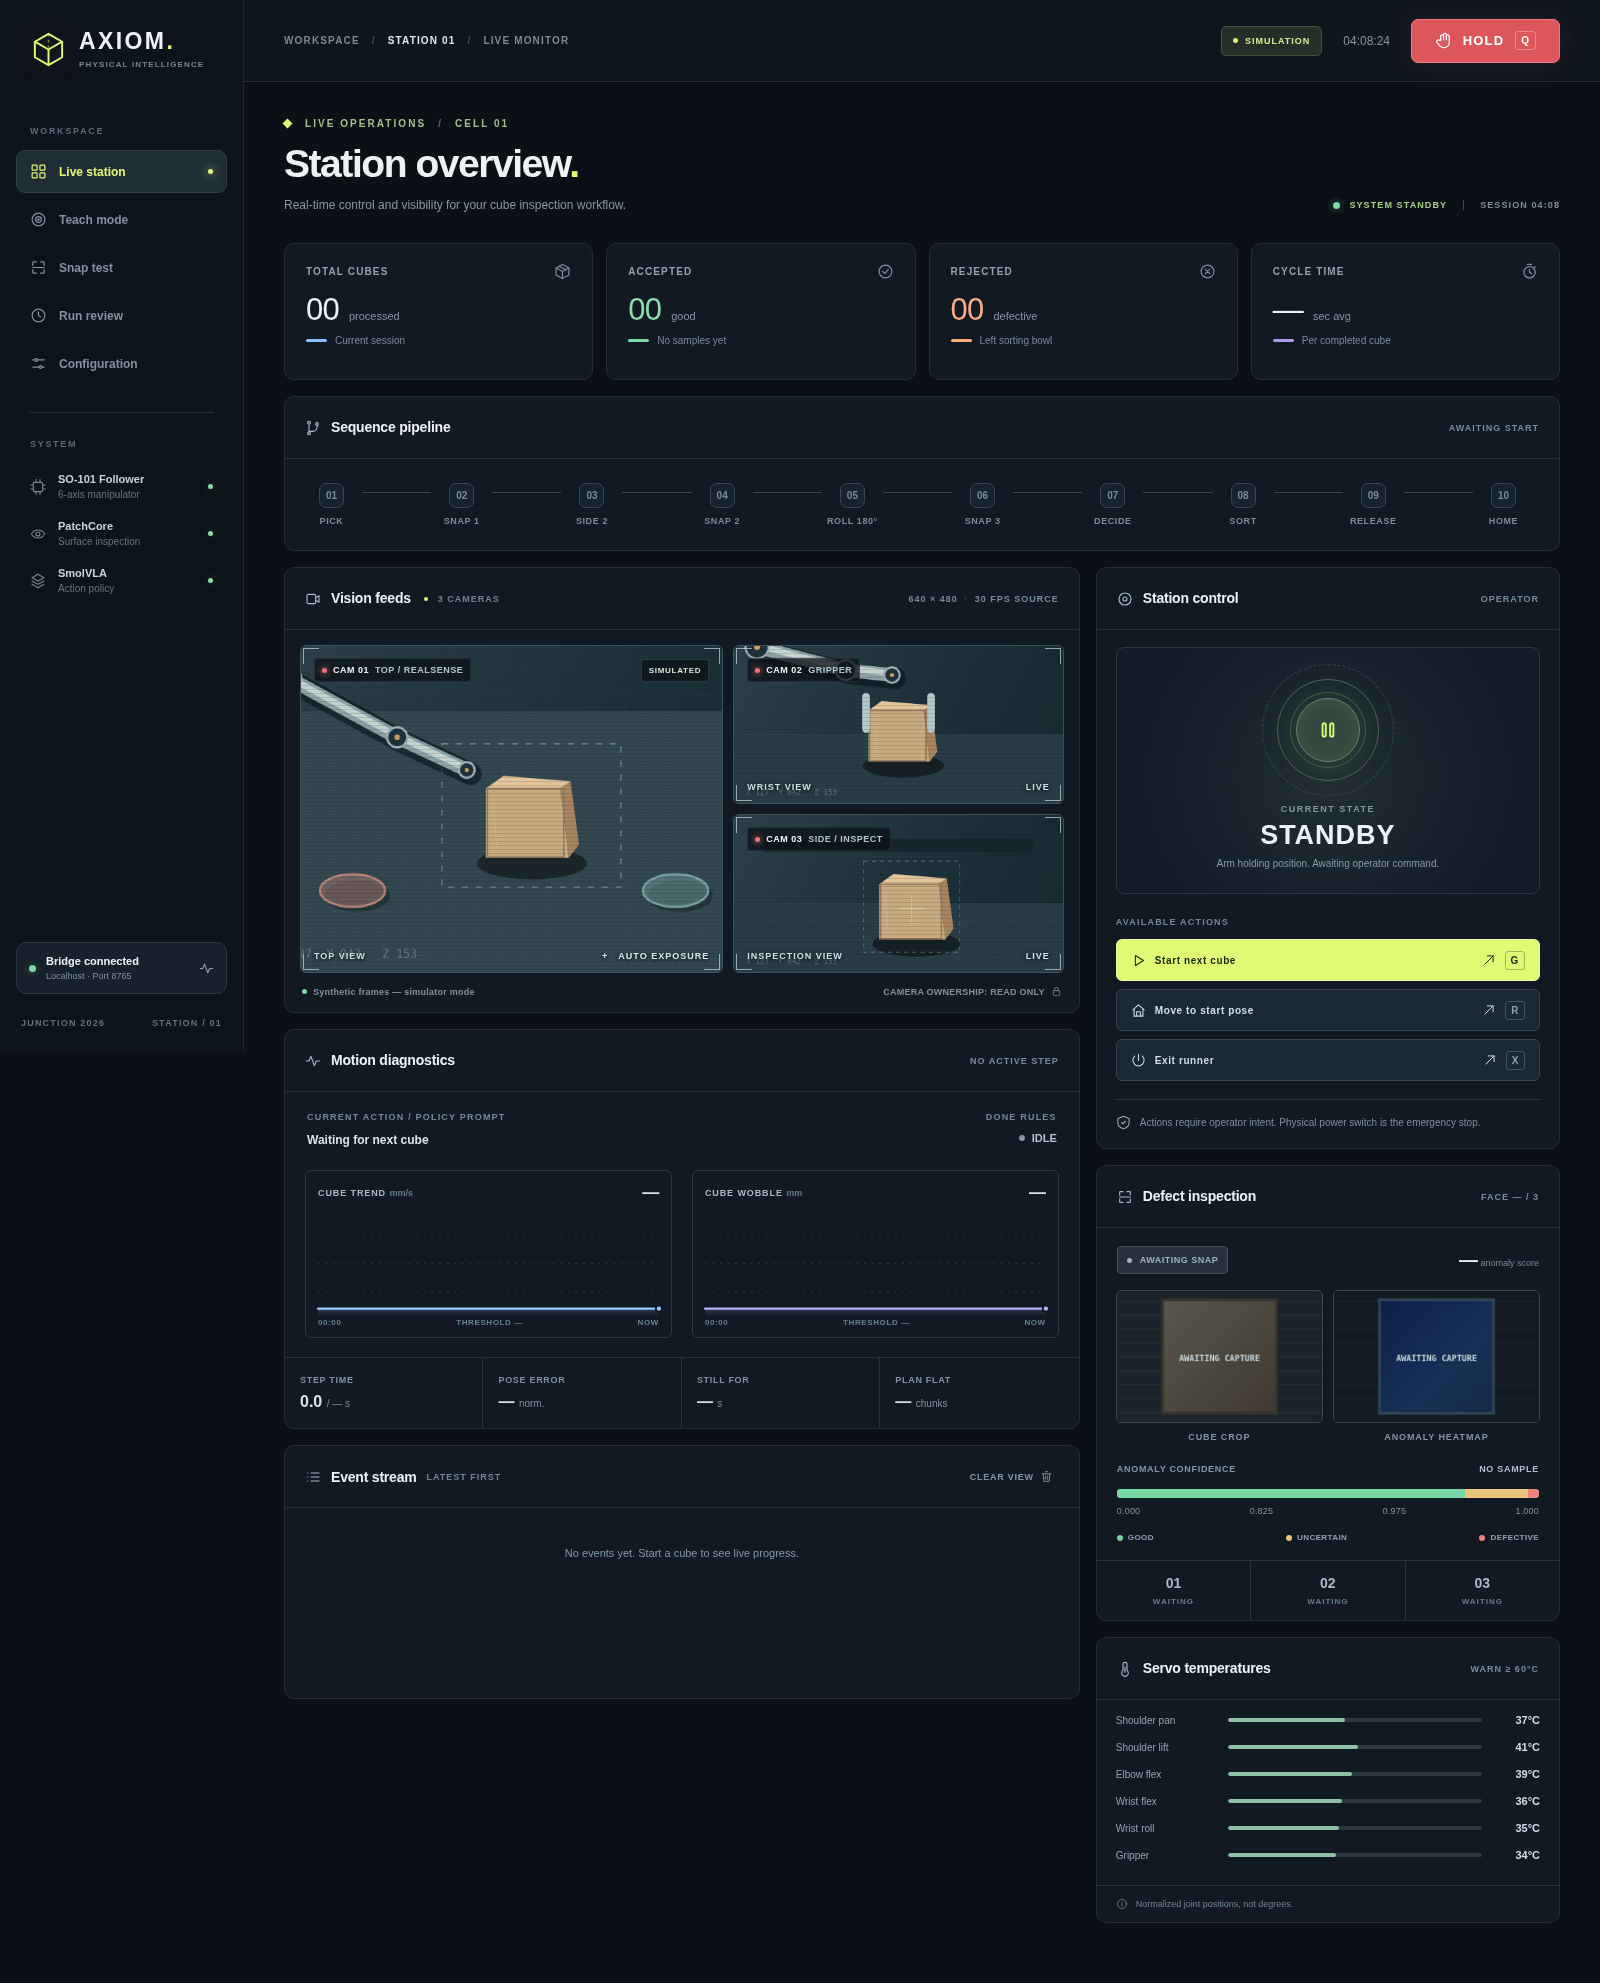 AXIOM.
PHYSICAL INTELLIGENCE
WORKSPACE
Live station
Teach mode
Snap test
Run review
Configuration
SYSTEM
SO-101 Follower
6-axis manipulator
PatchCore
Surface inspection
SmolVLA
Action policy
Bridge connected
Localhost · Port 8765
JUNCTION 2026 STATION / 01
WORKSPACE / STATION 01 / LIVE MONITOR
SIMULATION 04:08:24 HOLD Q
LIVE OPERATIONS / CELL 01
Station overview.
Real-time control and visibility for your cube inspection workflow.
SYSTEM STANDBY SESSION 04:08
TOTAL CUBES
00 processed
Current session
ACCEPTED
00 good
No samples yet
REJECTED
00 defective
Left sorting bowl
CYCLE TIME
— sec avg
Per completed cube
Sequence pipeline AWAITING START
01 02 03 04 05 06 07 08 09 10
PICK SNAP 1 SIDE 2 SNAP 2 ROLL 180° SNAP 3 DECIDE SORT RELEASE HOME
Vision feeds 3 CAMERAS 640 × 480 · 30 FPS SOURCE
CAM 01 TOP / REALSENSE SIMULATED
Z 153
TOP VIEW + AUTO EXPOSURE
CAM 02 GRIPPER
Z 153
WRIST VIEW LIVE
CAM 03 SIDE / INSPECT
INSPECTION VIEW LIVE
Synthetic frames — simulator mode CAMERA OWNERSHIP: READ ONLY
Motion diagnostics NO ACTIVE STEP
CURRENT ACTION / POLICY PROMPT DONE RULES
Waiting for next cube IDLE
CUBE TREND mm/s —
00:00 THRESHOLD — NOW
CUBE WOBBLE mm —
00:00 THRESHOLD — NOW
STEP TIME
0.0 / — s
POSE ERROR
— norm.
STILL FOR
— s
PLAN FLAT
— chunks
Event stream LATEST FIRST CLEAR VIEW
No events yet. Start a cube to see live progress.
Station control OPERATOR
CURRENT STATE
STANDBY
Arm holding position. Awaiting operator command.
AVAILABLE ACTIONS
Start next cube G
Move to start pose R
Exit runner X
Actions require operator intent. Physical power switch is the emergency stop.
Defect inspection FACE — / 3
AWAITING SNAP — anomaly score
AWAITING CAPTURE AWAITING CAPTURE
CUBE CROP ANOMALY HEATMAP
ANOMALY CONFIDENCE NO SAMPLE
0.000 0.825 0.975 1.000
GOOD UNCERTAIN DEFECTIVE
01 02 03
WAITING WAITING WAITING
Servo temperatures WARN ≥ 60°C
Shoulder pan 37°C
Shoulder lift 41°C
Elbow flex 39°C
Wrist flex 36°C
Wrist roll 35°C
Gripper 34°C
Normalized joint positions, not degrees.